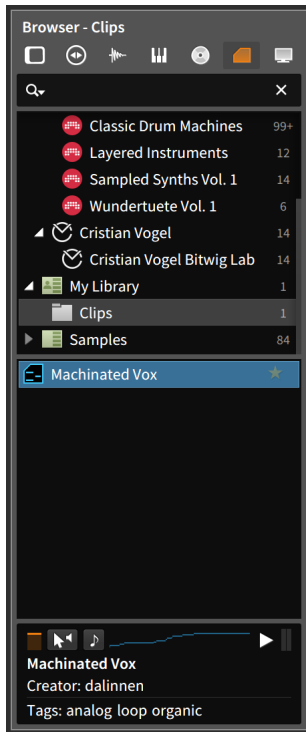 Browser - Clips
Classic Drum Machines 99+
Layered Instruments 12
Sampled Synths Vol. 1 14
Wundertuete Vol. 1 6
Cristian Vogel 14
Cristian Vogel Bitwig Lab 14
My Library 1
Clips 1
Samples 84
Machinated Vox
Machinated Vox
Creator: dalinnen
Tags: analog loop organic